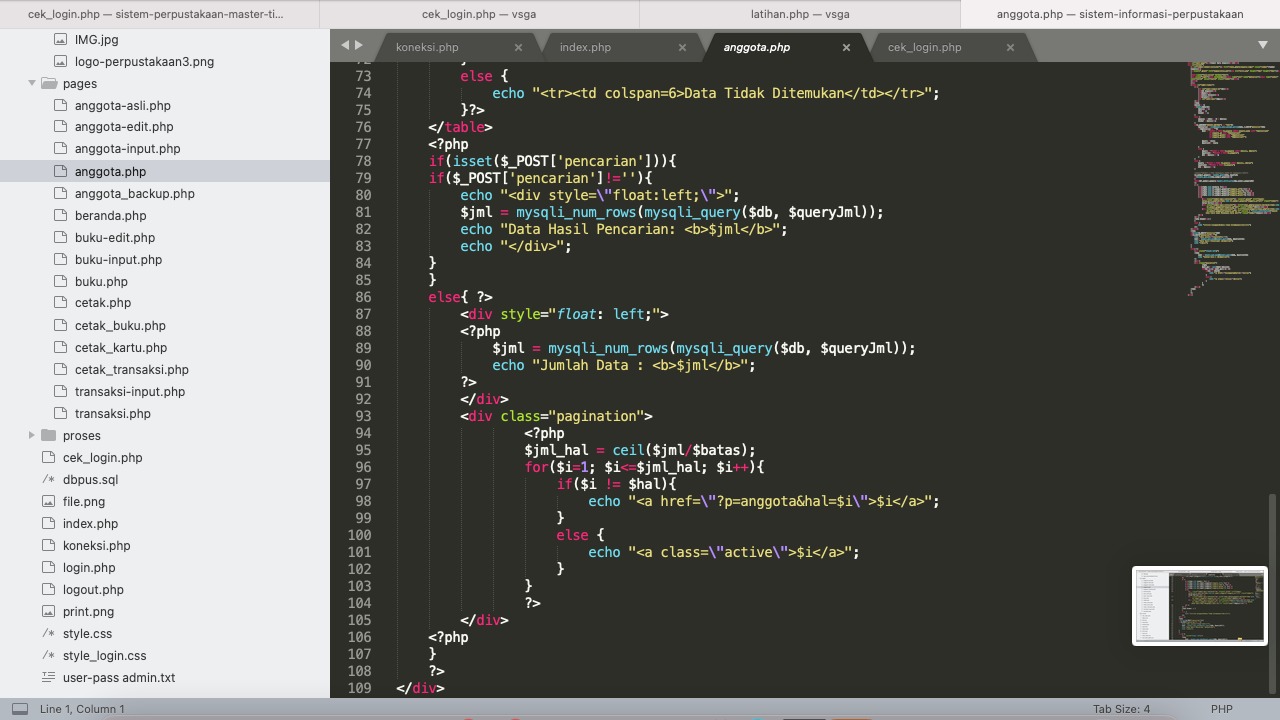 cek_login.php — sistem-perpustakaan-master-ti...
cek_login.php — vsga
latihan.php — vsga
anggota.php — sistem-informasi-perpustakaan
IMG.jpg
logo-perpustakaan3.png
pages
anggota-asli.php
anggota-edit.php
anggota-input.php
anggota.php
anggota_backup.php
beranda.php
buku-edit.php
buku-input.php
buku.php
cetak.php
cetak_buku.php
cetak_kartu.php
cetak_transaksi.php
transaksi-input.php
transaksi.php
proses
cek_login.php
dbpus.sql
file.png
index.php
koneksi.php
login.php
logout.php
print.png
style.css
style_login.css
user-pass admin.txt
koneksi.php
index.php
anggota.php
cek_login.php
73 else {
74 echo "<tr><td colspan=6>Data Tidak Ditemukan</td></tr>";
75 }?>
76 </table>
77 <?php
78 if(isset($_POST['pencarian'])){
79 if($_POST['pencarian']!=''){
80 echo "<div style=\"float:left;\">";
81 $jml = mysqli_num_rows(mysqli_query($db, $queryJml));
82 echo "Data Hasil Pencarian: <b>$jml</b>";
83 echo "</div>";
84 }
85 }
86 else{ ?>
87 <div style="float: left;">
88 <?php
89 $jml = mysqli_num_rows(mysqli_query($db, $queryJml));
90 echo "Jumlah Data : <b>$jml</b>";
91 ?>
92 </div>
93 <div class="pagination">
94 <?php
95 $jml_hal = ceil($jml/$batas);
96 for($i=1; $i<=$jml_hal; $i++){
97 if($i != $hal){
98 echo "<a href=\"?p=anggota&hal=$i\">$i</a>";
99 }
100 else {
101 echo "<a class=\"active\">$i</a>";
102 }
103 }
104 ?>
105 </div>
106 <?php
107 }
108 ?>
109 </div>
Line 1, Column 1
Tab Size: 4
PHP